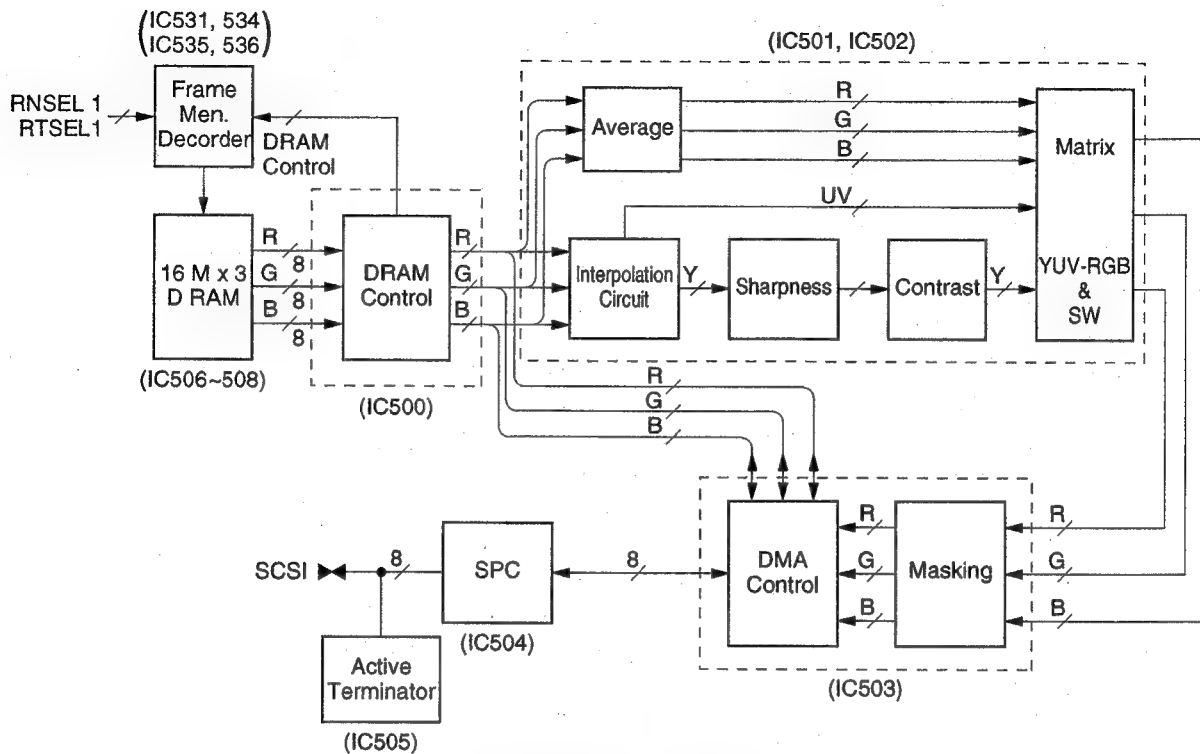 (IC531, 534
IC535, 536)
(IC501, IC502)
RNSEL 1
RTSEL1
Frame
Men.
Decorder
DRAM
Control
Average
R
G
B
Matrix
UV
16 M x 3
D RAM
R
8
G
8
B
8
DRAM
Control
R
G
B
Interpolation
Circuit
Y
Sharpness
Contrast
Y
YUV-RGB
&
SW
(IC506~508)
(IC500)
R
G
B
SCSI
8
SPC
8
DMA
Control
R
G
B
Masking
R
G
B
(IC504)
Active
Terminator
(IC503)
(IC505)